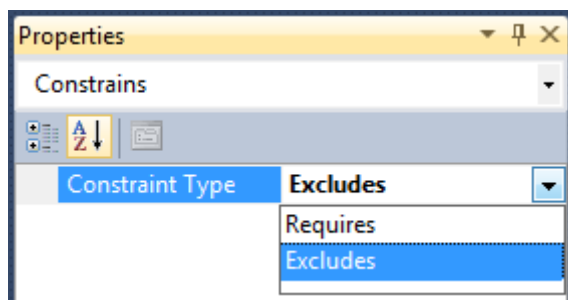 Properties
Constrains
A Z
Constraint Type Excludes
Requires
Excludes